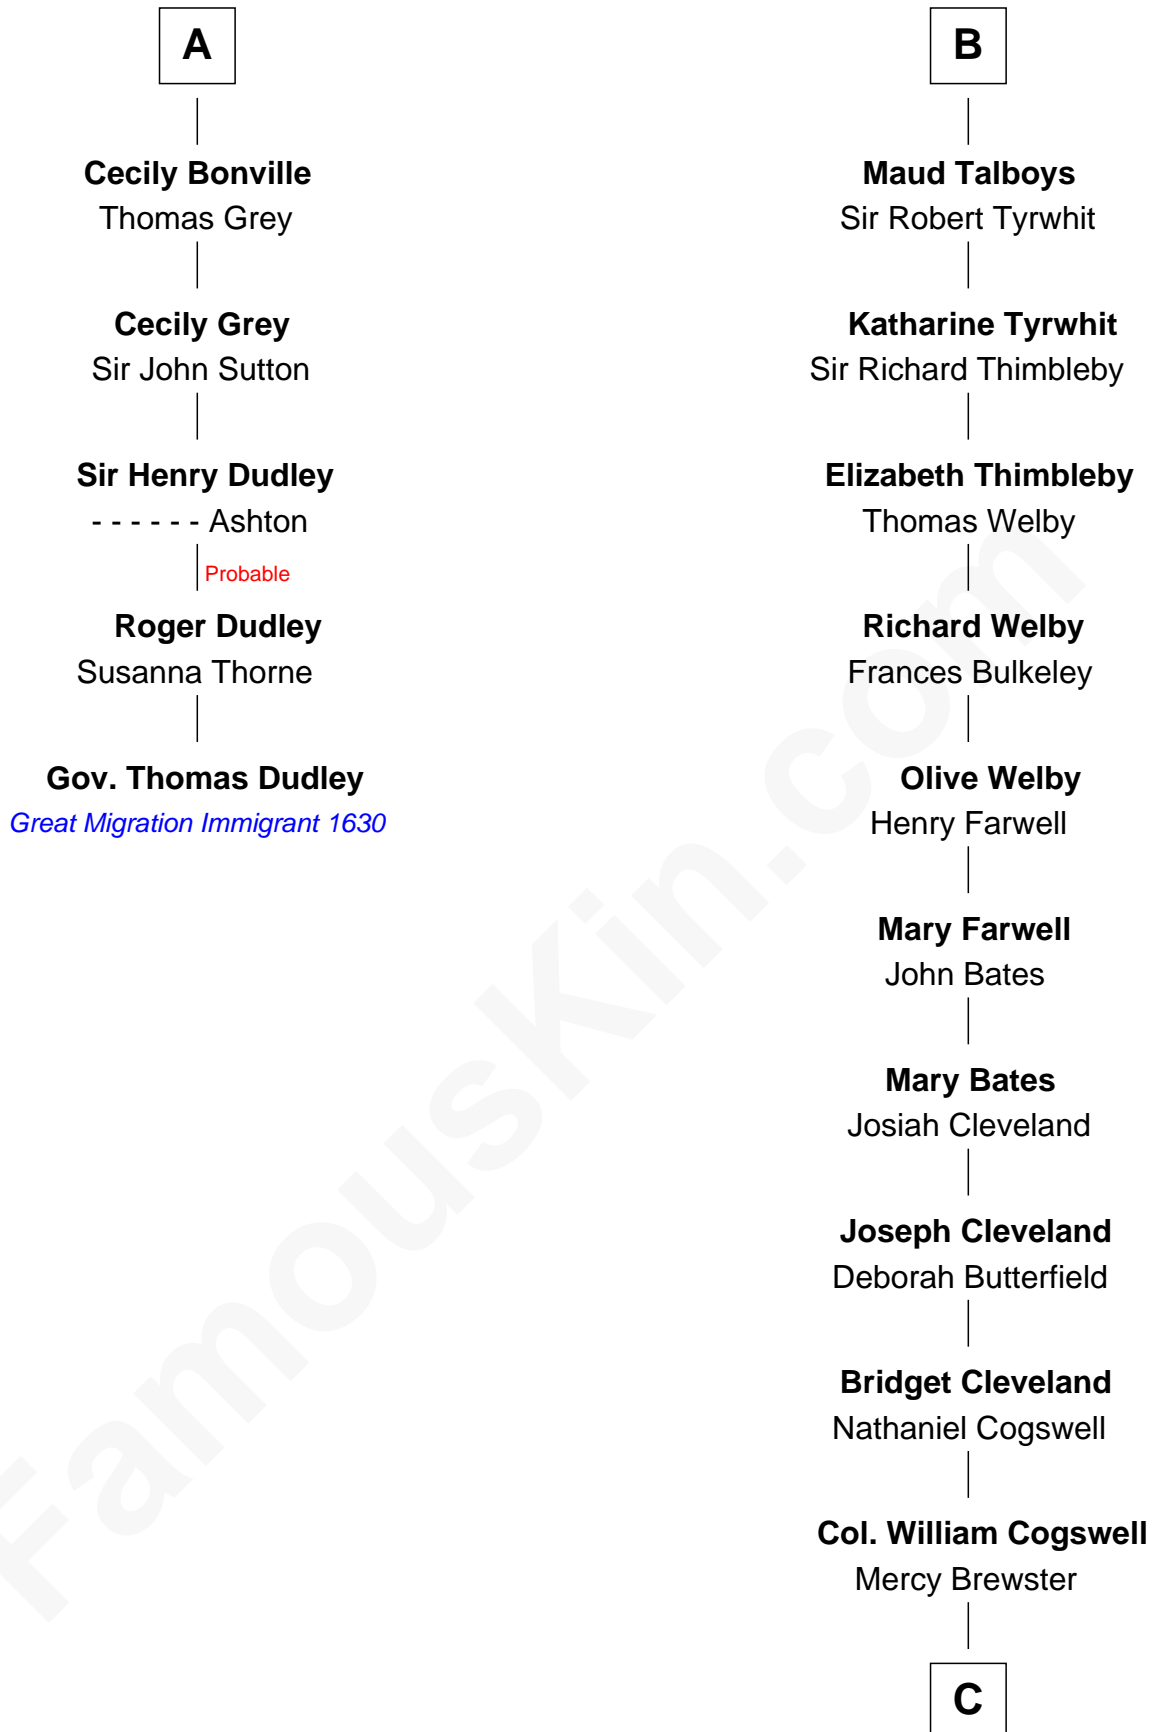 A
Cecily Bonville
Thomas Grey
Cecily Grey
Sir John Sutton
Sir Henry Dudley
- - - - - - Ashton
Probable
Roger Dudley
Susanna Thorne
Gov. Thomas Dudley
Great Migration Immigrant 1630
B
Maud Talboys
Sir Robert Tyrwhit
Katharine Tyrwhit
Sir Richard Thimbleby
Elizabeth Thimbleby
Thomas Welby
Richard Welby
Frances Bulkeley
Olive Welby
Henry Farwell
Mary Farwell
John Bates
Mary Bates
Josiah Cleveland
Joseph Cleveland
Deborah Butterfield
Bridget Cleveland
Nathaniel Cogswell
Col. William Cogswell
Mercy Brewster
C
FamousKin.com